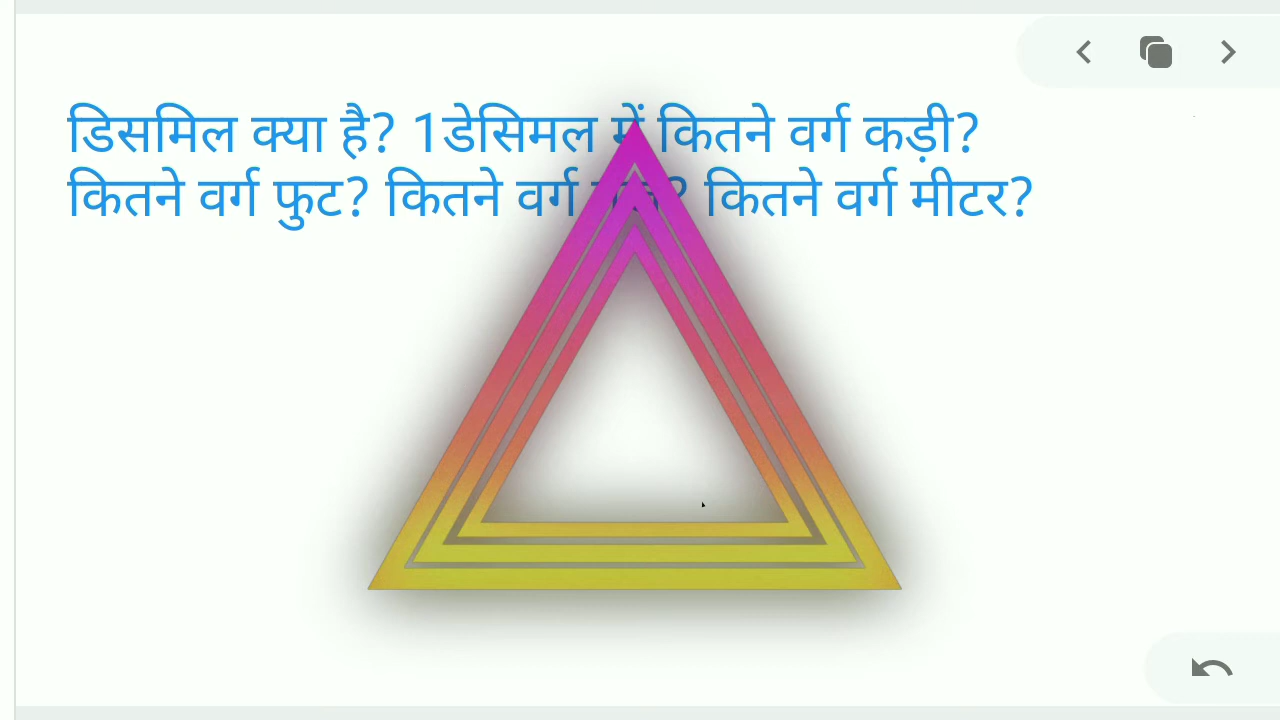 डिसमिल क्या है? 1डेसिमल में कितने वर्ग कड़ी?
कितने वर्ग फुट? कितने वर्ग कितने वर्ग मीटर?